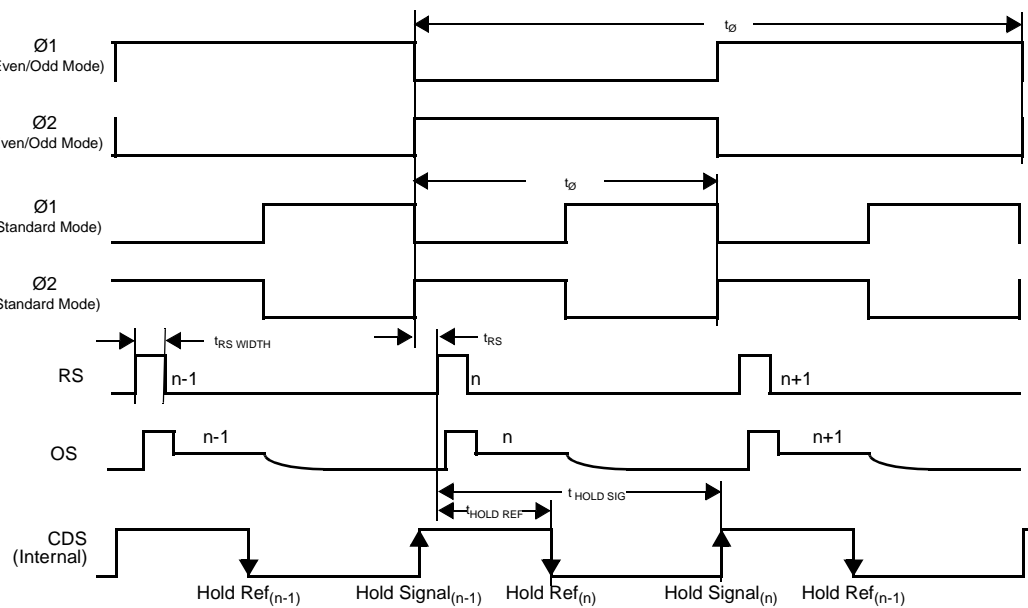 tø
Ø1
Even/Odd Mode)
Ø2
ven/Odd Mode)
tø
Ø1
Standard Mode)
Ø2
Standard Mode)
tRS WIDTH
tRS
RS
n-1
n
n+1
OS
n-1
n
n+1
t HOLD SIG
tHOLD REF
CDS
(Internal)
Hold Ref(n-1)
Hold Signal(n-1)
Hold Ref(n)
Hold Signal(n)
Hold Ref(n-1)